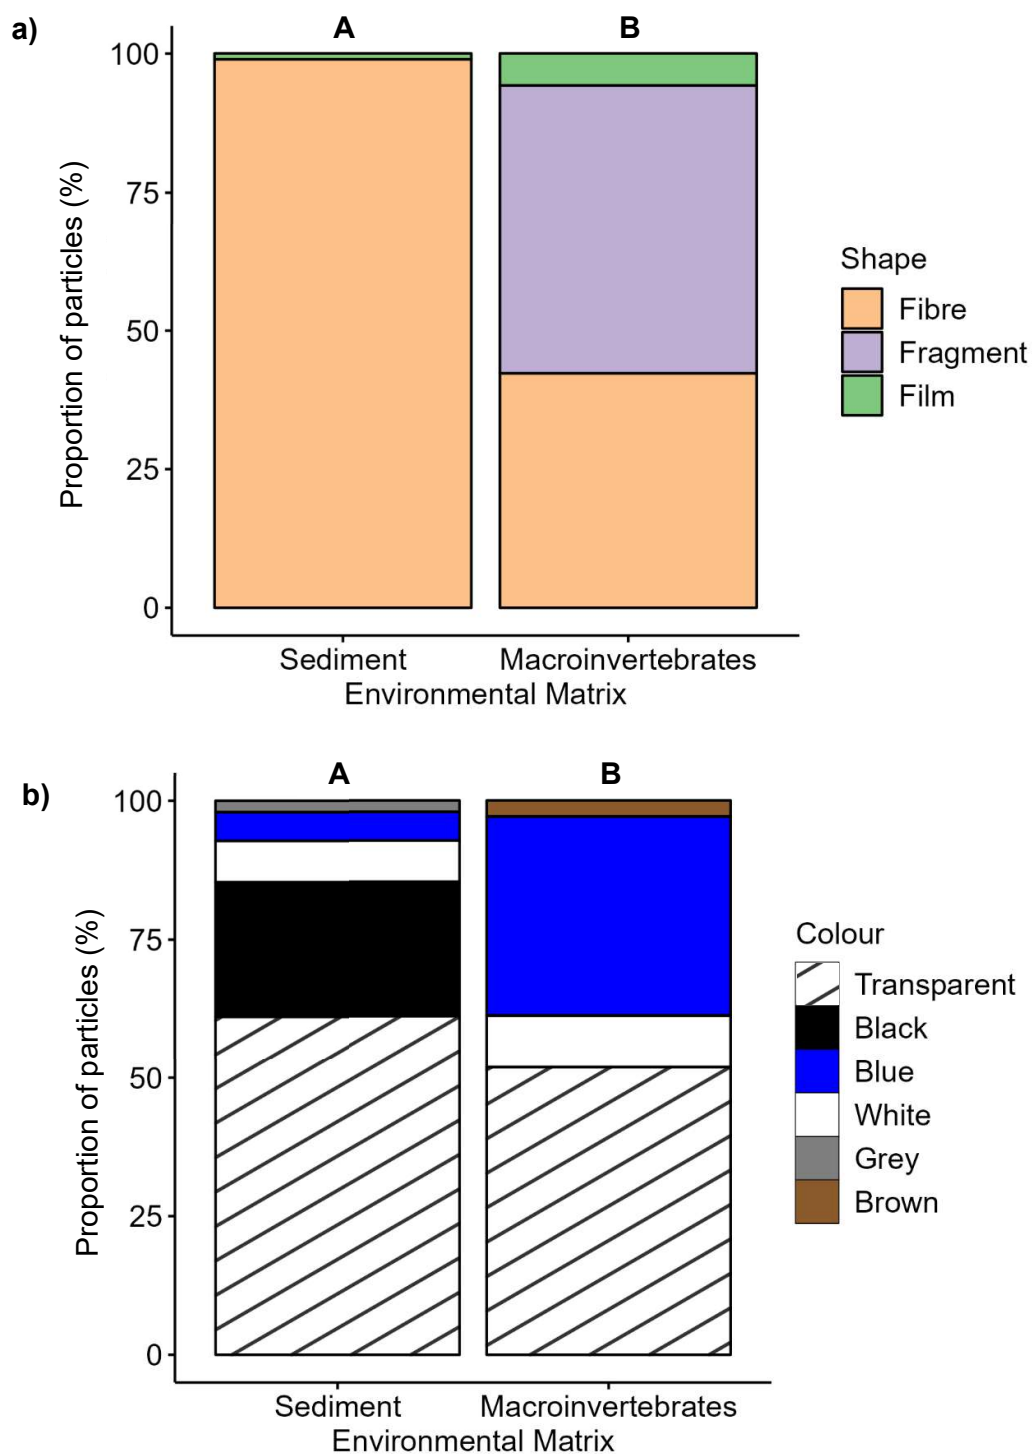 a)
A
B
100
75
50
25
0
Proportion of particles (%)
Sediment
Macroinvertebrates
Environmental Matrix
Shape
Fibre
Fragment
Film
b)
A
B
100
75
50
25
0
Proportion of particles (%)
Sediment
Macroinvertebrates
Environmental Matrix
Colour
Transparent
Black
Blue
White
Grey
Brown